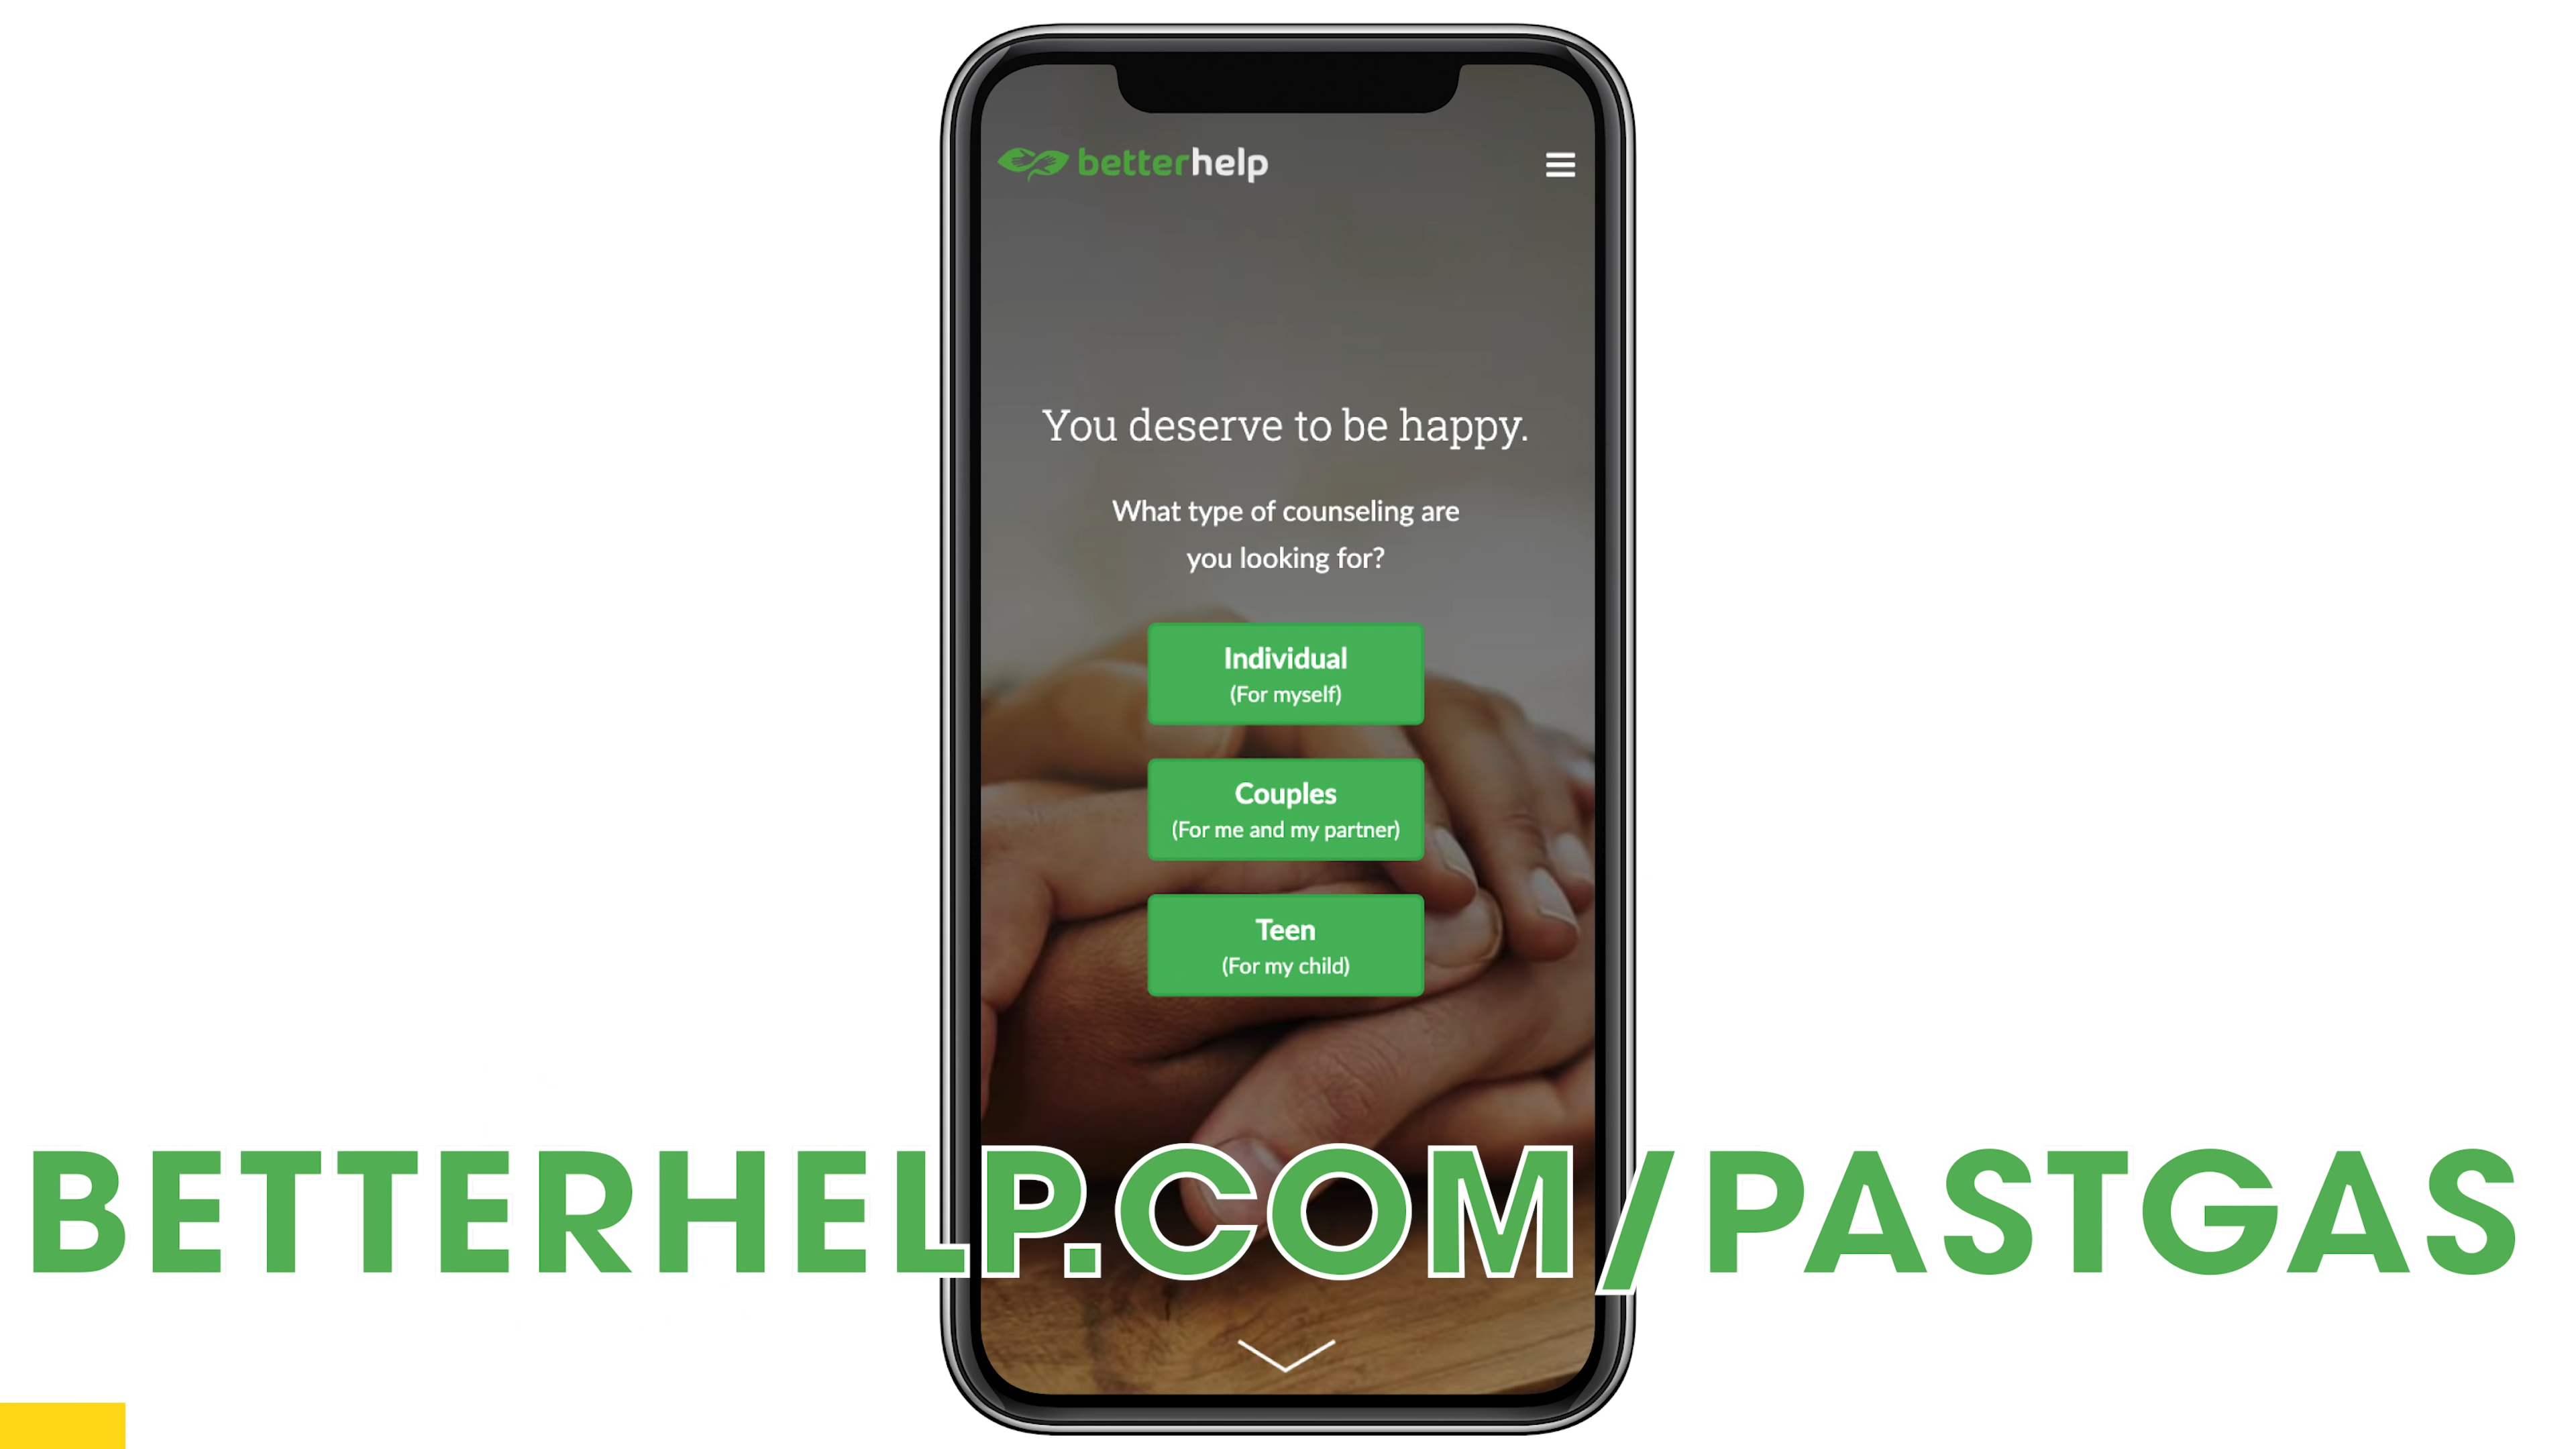 betterhelp
You deserve to be happy.
What type of counseling are
you looking for?
Individual
(For myself)
Couples
(For me and my partner)
Teen
(For my child)
BETTERHELP.COM/PASTGAS